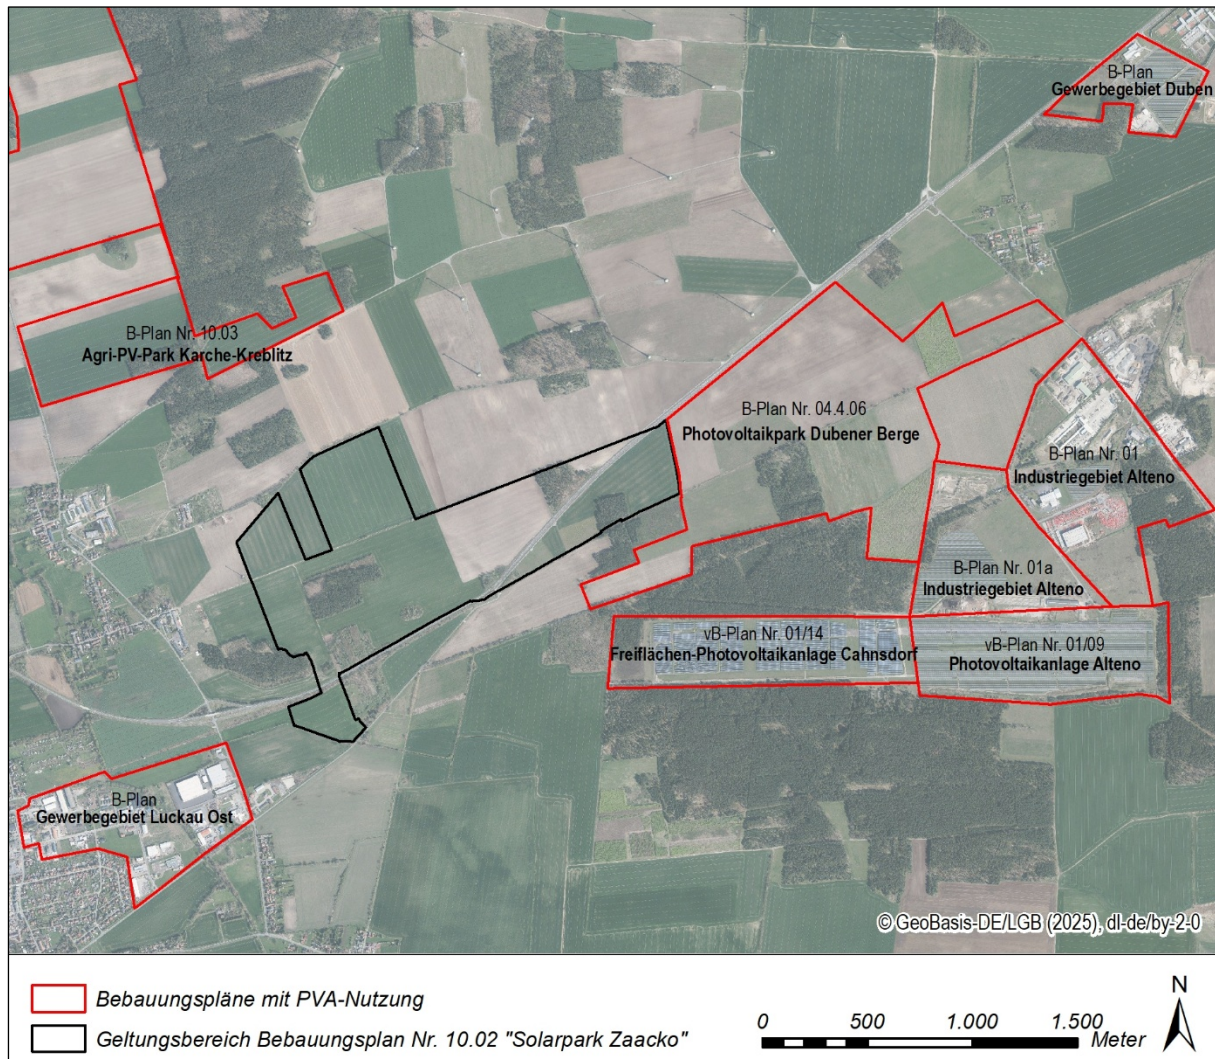 B-Plan
Gewerbegebiet Duben
B-Plan Nr. 10.03
Agri-PV-Park Karche-Kreblitz
B-Plan Nr. 04.4.06
Photovoltaikpark Dubener Berge
B-Plan Nr. 01
Industriegebiet Alteno
B-Plan Nr. 01a
Industriegebiet Alteno
vB-Plan Nr. 01/14
Freiflächen-Photovoltaikanlage Cahnsdorf
vB-Plan Nr. 01/09
Photovoltaikanlage Alteno
B-Plan
Gewerbegebiet Luckau Ost
© GeoBasis-DE/LGB (2025), dl-de/by-2-0
Bebauungspläne mit PVA-Nutzung
Geltungsbereich Bebauungsplan Nr. 10.02 "Solarpark Zaacko"
0 500 1.000 1.500
Meter
N